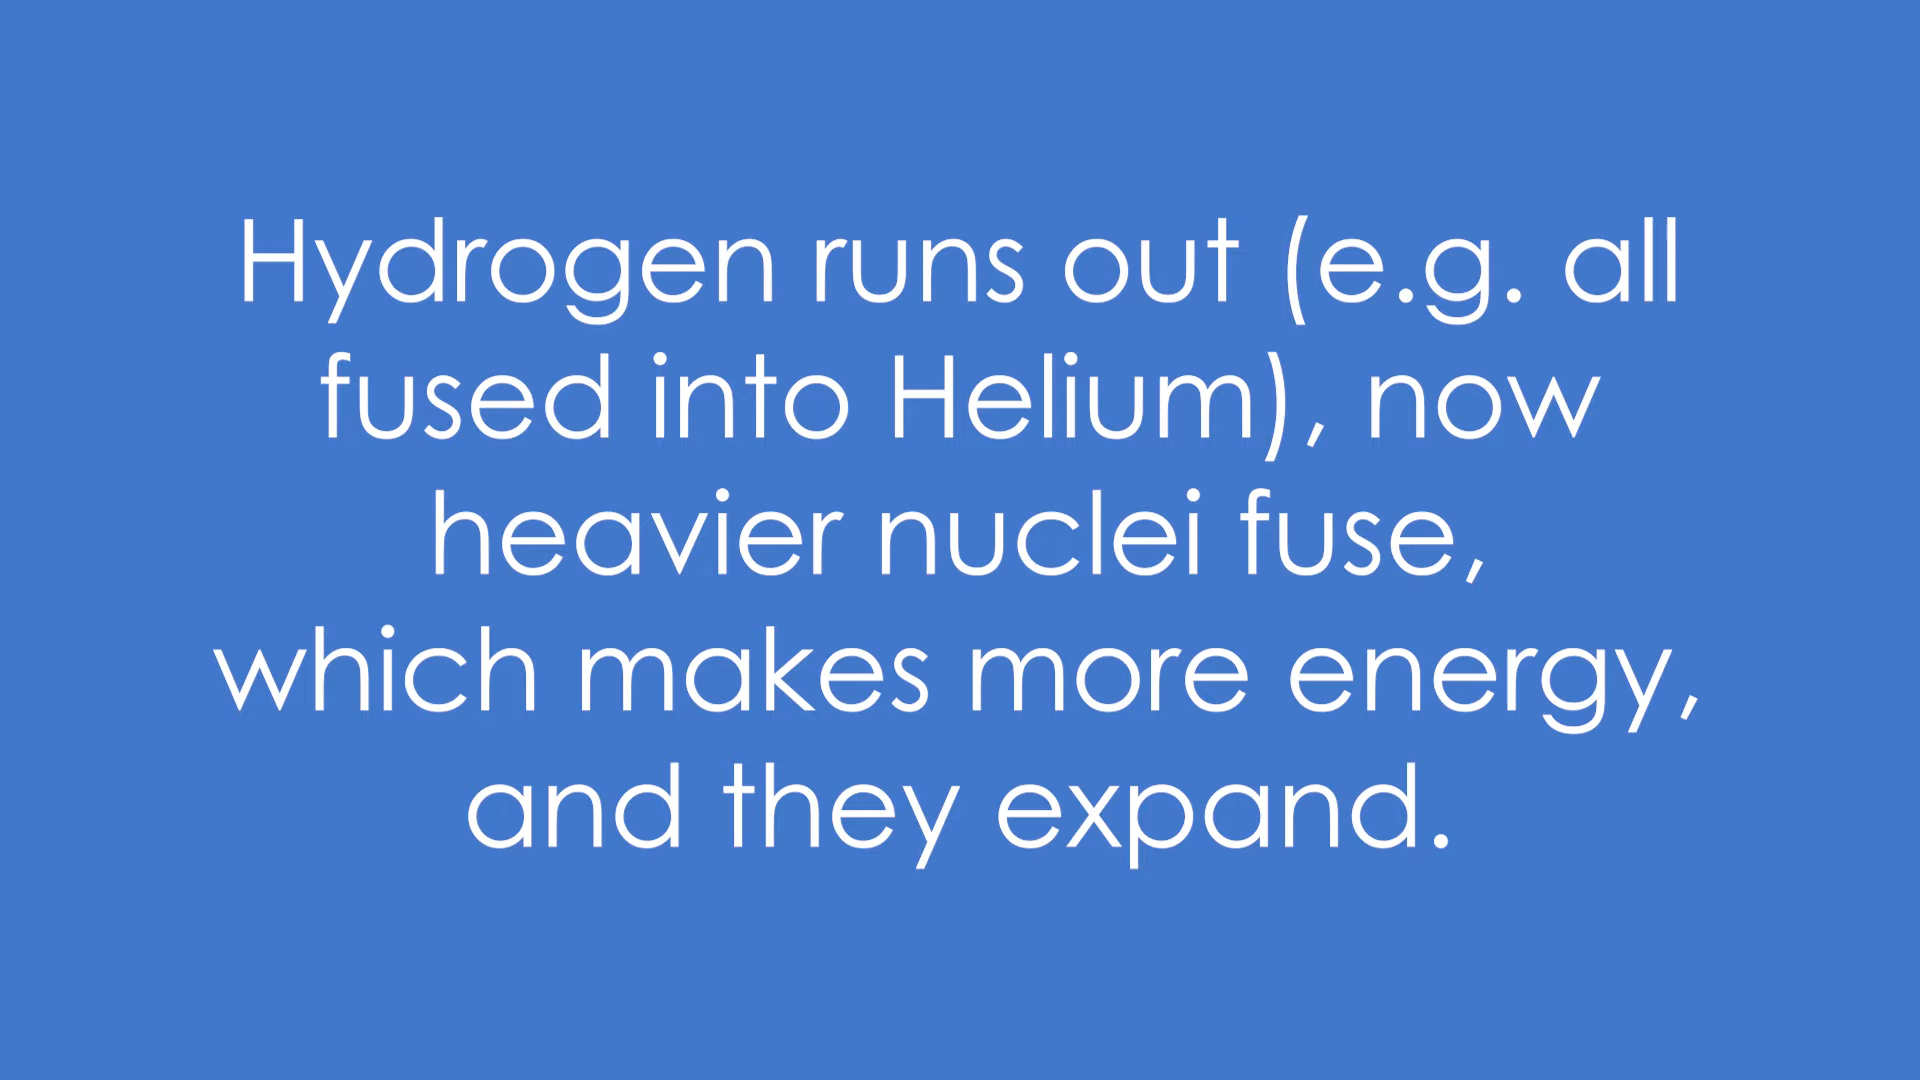 Hydrogen runs out (e.g. all
fused into Helium), now
heavier nuclei fuse,
which makes more energy,
and they expand.